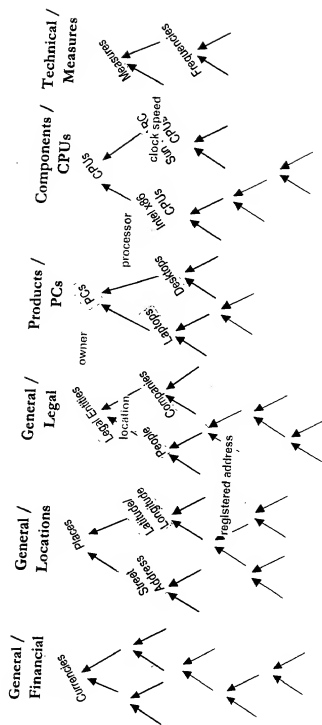 General /
Financial
General /
Locations
General /
Legal
Products /
PCs
Components /
CPUs
Technical /
Measures
Currencies
Places
Street
Address
Latitude/
Longitude
registered address
Legal Entities
location
People
Companies
owner
PCs
Laptops
Desktops
processor
CPUs
Intel x86
CPUs
Sun
CPUs
clock speed
Measures
Frequencies